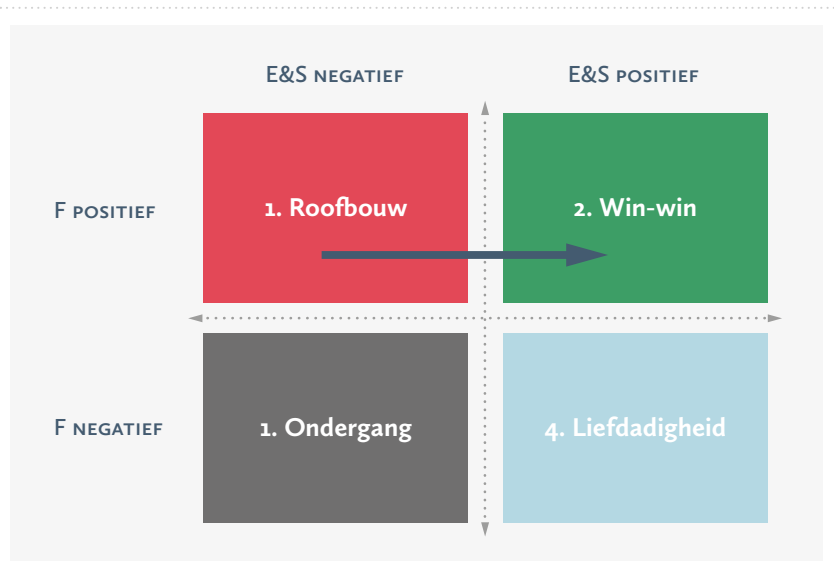 E&S NEGATIEF
E&S POSITIEF
F POSITIEF
1. Roofbouw
2. Win-win
F NEGATIEF
1. Ondergang
4. Liefdadigheid